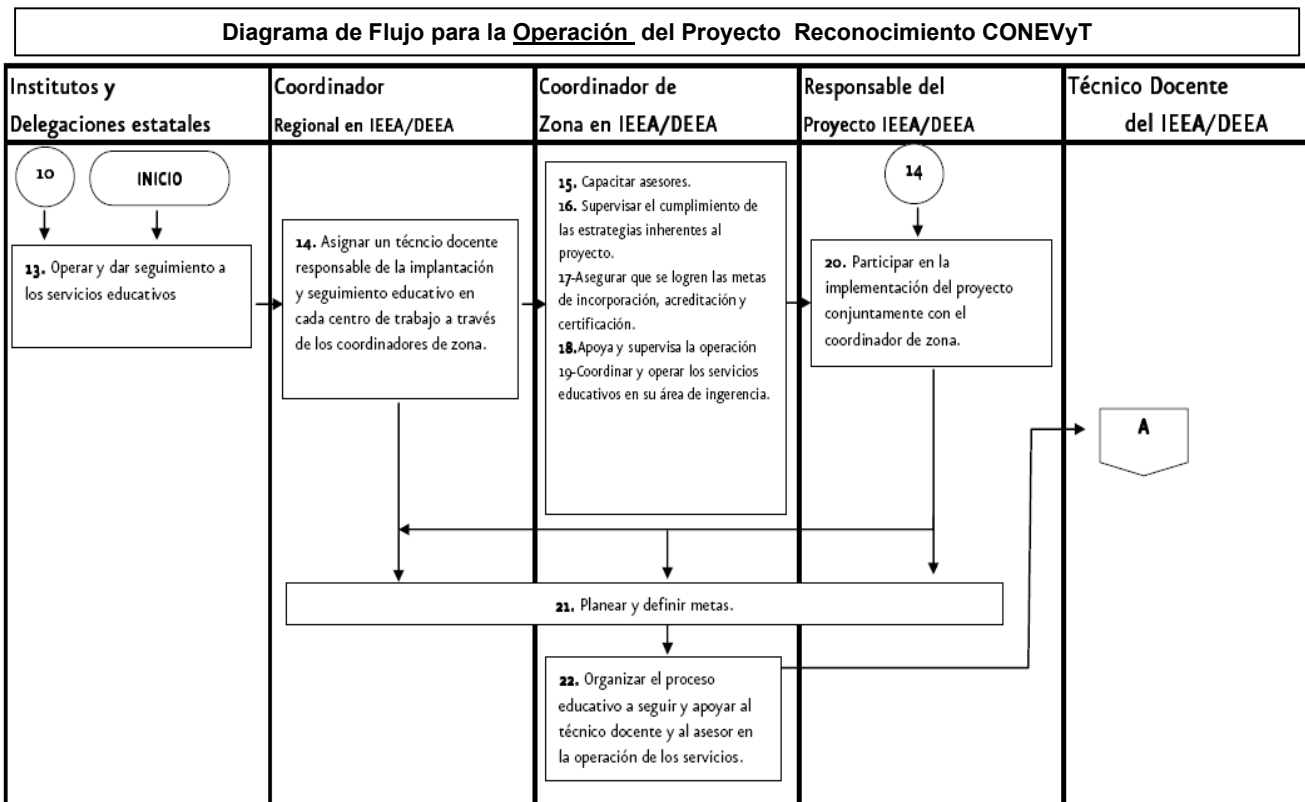 Diagrama de Flujo para la Operación del Proyecto Reconocimiento CONEVyT
Institutos y
Delegaciones estatales
Coordinador
Regional en IEEA/DEEA
Coordinador de
Zona en IEEA/DEEA
Responsable del
Proyecto IEEA/DEEA
Técnico Docente
del IEEA/DEEA
10
INICIO
13. Operar y dar seguimiento a
los servicios educativos
14. Asignar un técncio docente
responsable de la implantación
y seguimiento educativo en
cada centro de trabajo a través
de los coordinadores de zona.
15. Capacitar asesores.
16. Supervisar el cumplimiento de
las estrategias inherentes al
proyecto.
17-Asegurar que se logren las metas
de incorporación, acreditación y
certificación.
18.Apoya y supervisa la operación
19-Coordinar y operar los servicios
educativos en su área de ingerencia.
14
20. Participar en la
implementación del proyecto
conjuntamente con el
coordinador de zona.
A
21. Planear y definir metas.
22. Organizar el proceso
educativo a seguir y apoyar al
técnico docente y al asesor en
la operación de los servicios.